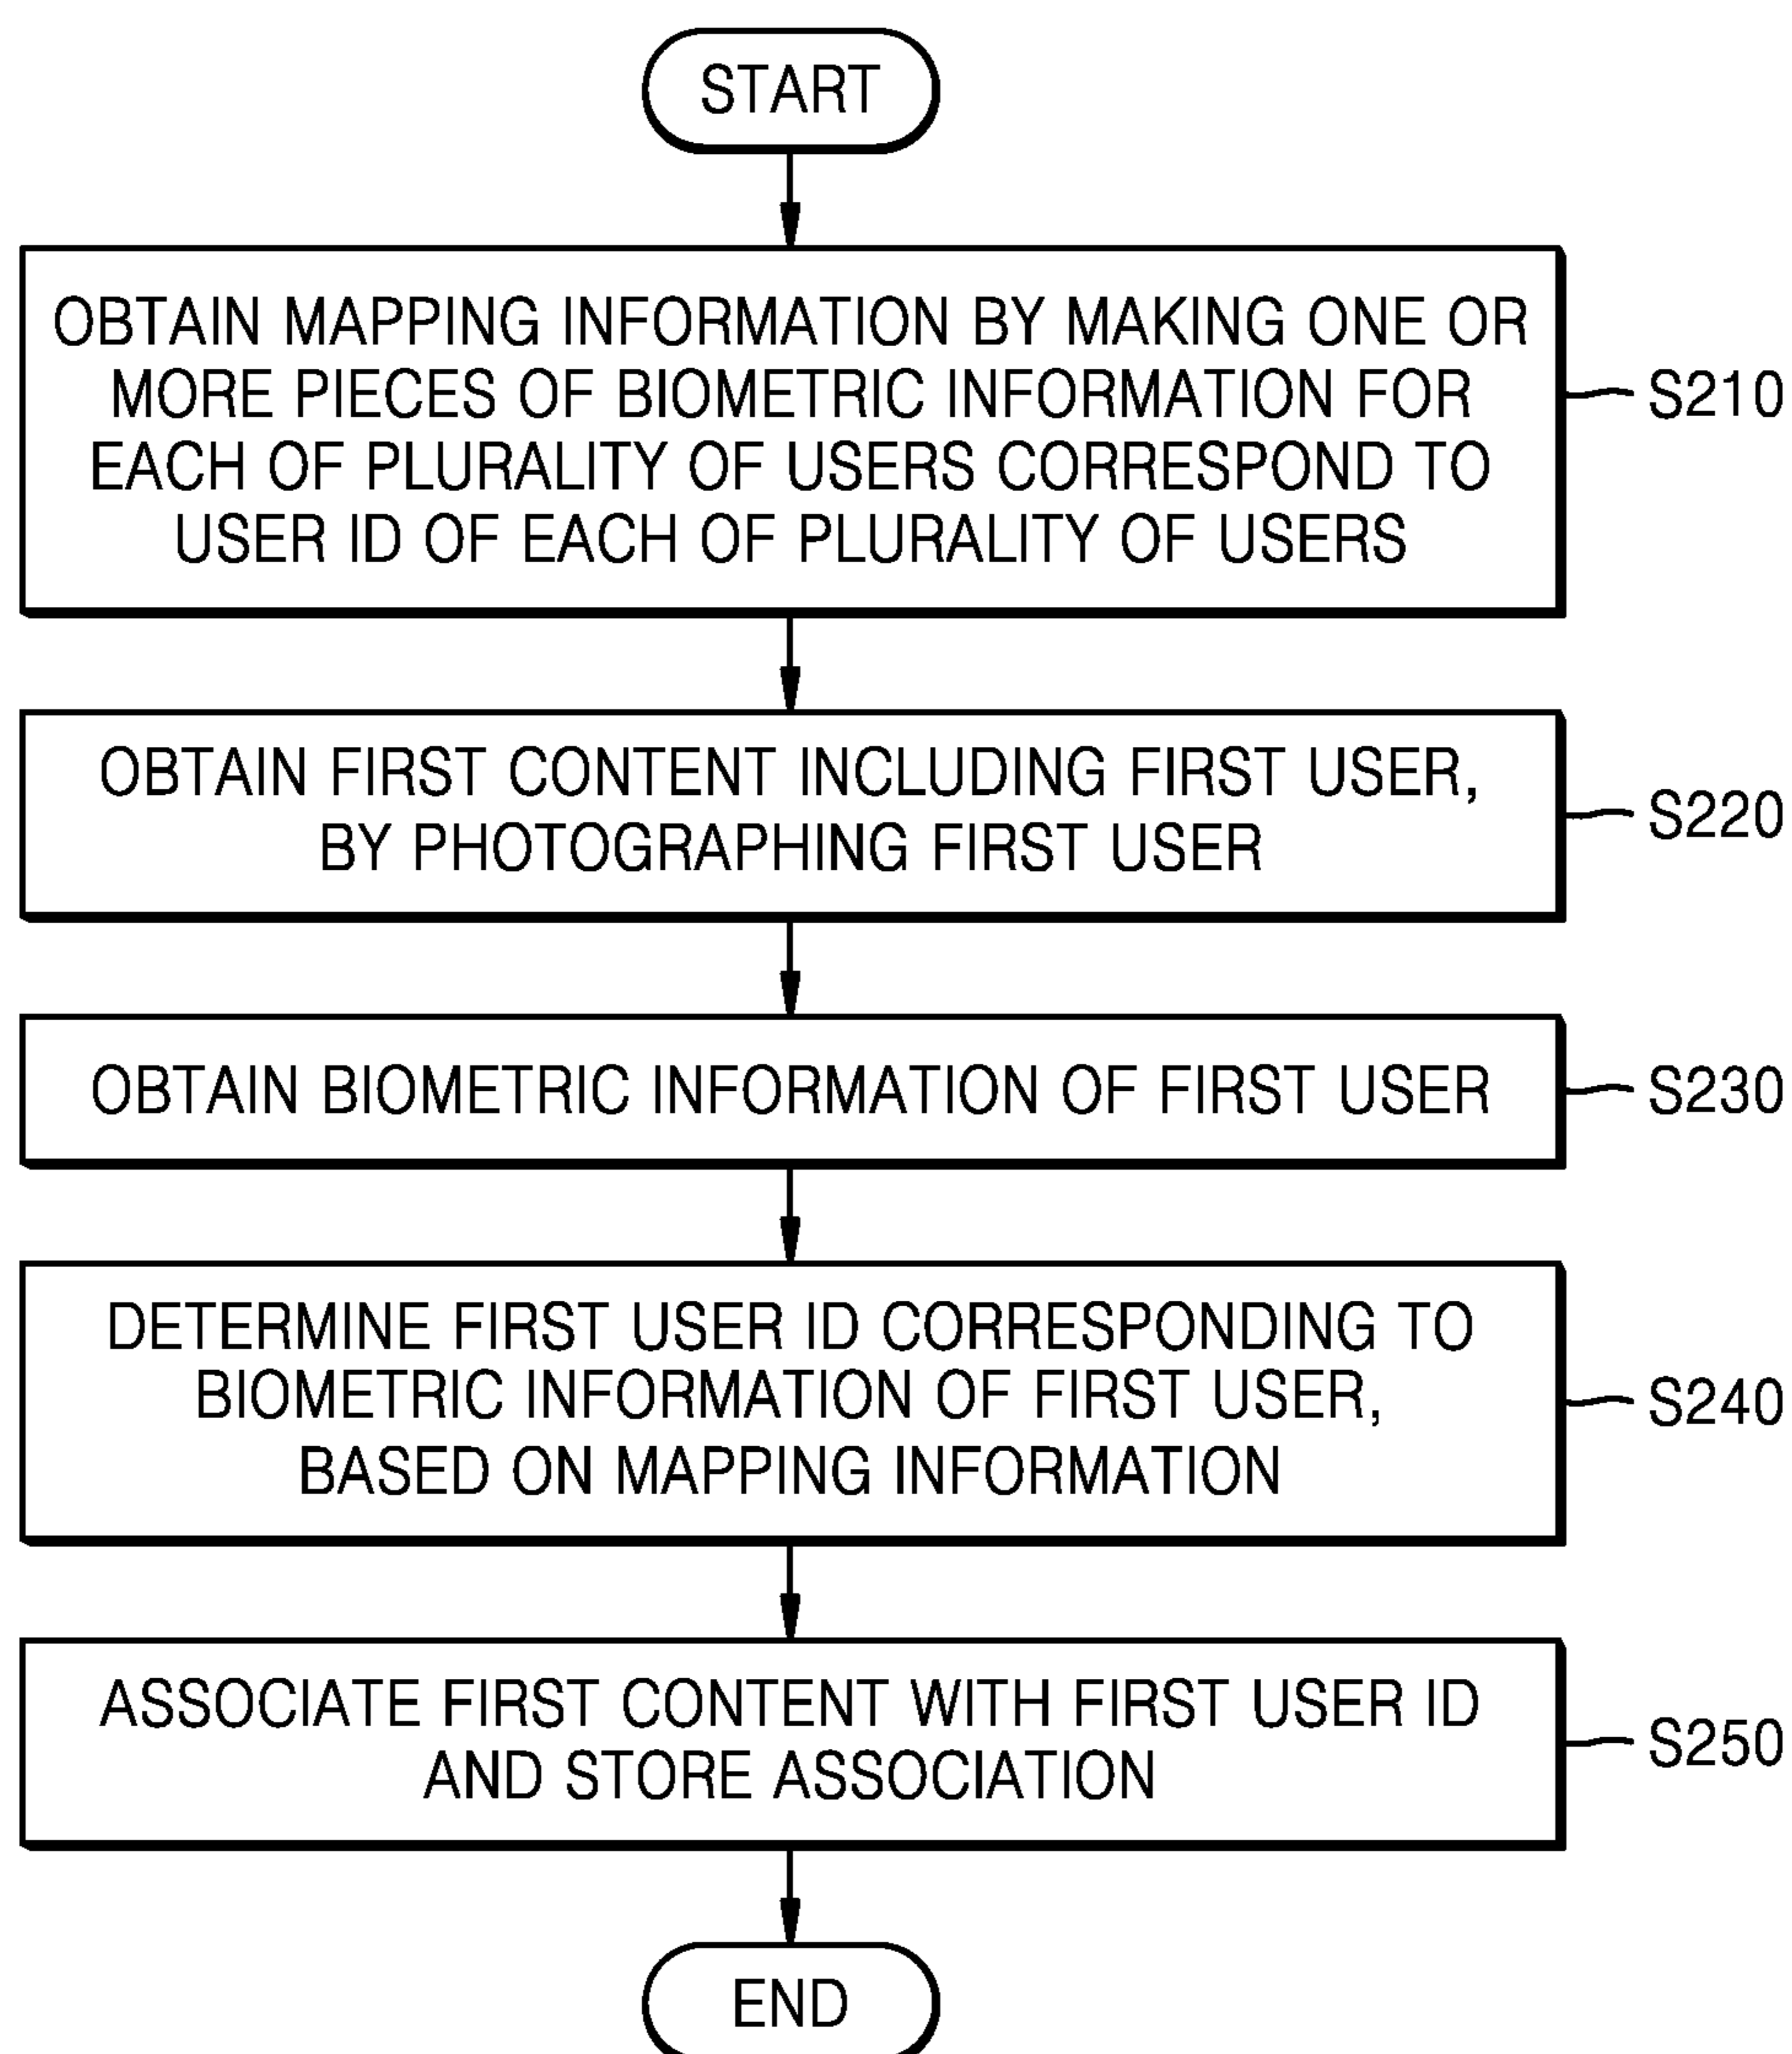 START
OBTAIN MAPPING INFORMATION BY MAKING ONE OR
MORE PIECES OF BIOMETRIC INFORMATION FOR
EACH OF PLURALITY OF USERS CORRESPOND TO
USER ID OF EACH OF PLURALITY OF USERS
S210
OBTAIN FIRST CONTENT INCLUDING FIRST USER,
BY PHOTOGRAPHING FIRST USER
S220
OBTAIN BIOMETRIC INFORMATION OF FIRST USER
S230
DETERMINE FIRST USER ID CORRESPONDING TO
BIOMETRIC INFORMATION OF FIRST USER,
BASED ON MAPPING INFORMATION
S240
ASSOCIATE FIRST CONTENT WITH FIRST USER ID
AND STORE ASSOCIATION
S250
END